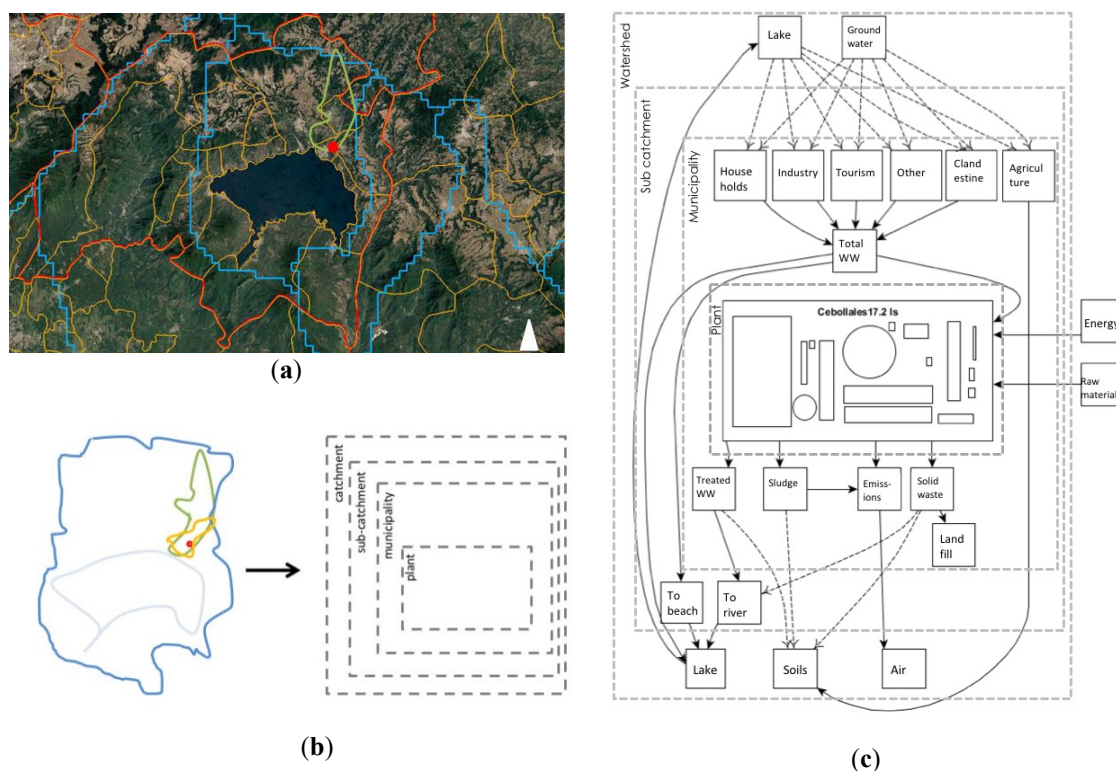 (a)
catchment
sub-catchment
municipality
plant
(b)
Watershed
Sub catchment
Municipality
Plant
Lake
Ground
water
House
holds
Industry
Tourism
Other
Cland
estine
Agricul
ture
Total
WW
Cebollales17.2 ls
Energy
Raw
material
Treated
WW
Sludge
Emiss-
ions
Solid
waste
Land
fill
To
beach
To
river
Lake
Soils
Air
(c)